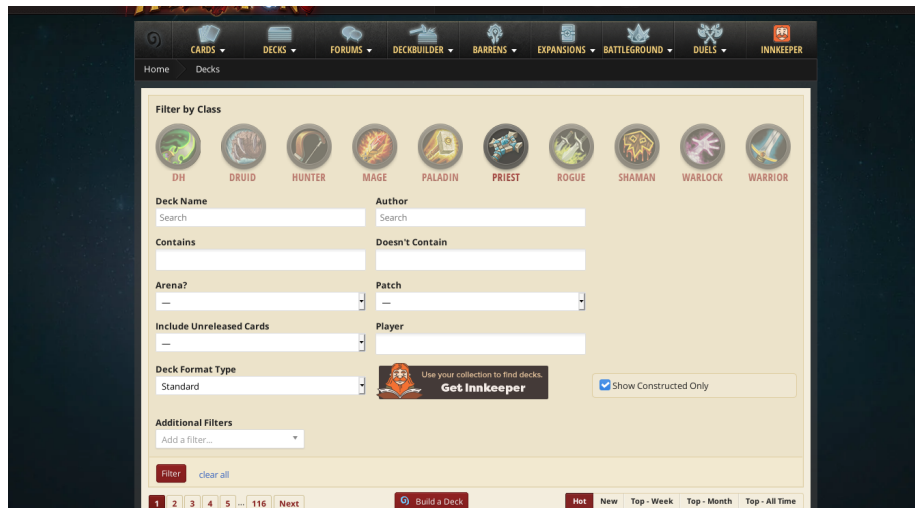 CARDS DECKS FORUMS DECKBUILDER BARRENS EXPANSIONS BATTLEGROUND DUELS INNKEEPER
Home Decks
Filter by Class
DH DRUID HUNTER MAGE PALADIN PRIEST ROGUE SHAMAN WARLOCK WARRIOR
Deck Name Author
Search Search
Contains Doesn't Contain
Arena? Patch
— —
Include Unreleased Cards Player
—
Deck Format Type
Use your collection to find decks.
Standard Get Innkeeper Show Constructed Only
Additional Filters
Add a filter...
Filter clear all
1 2 3 4 5 ... 116 Next Build a Deck Hot New Top - Week Top - Month Top - All Time